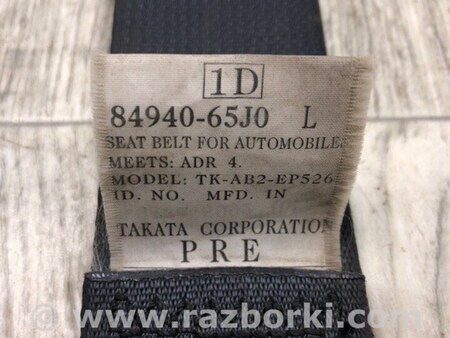 1D
84940-65J0 L
SEAT BELT FOR AUTOMOBILES
MEETS: ADR 4.
MODEL: TK-AB2-EP526
ID. NO. MFD. IN
TAKATA CORPORATION
PRE
© www.razborki.com